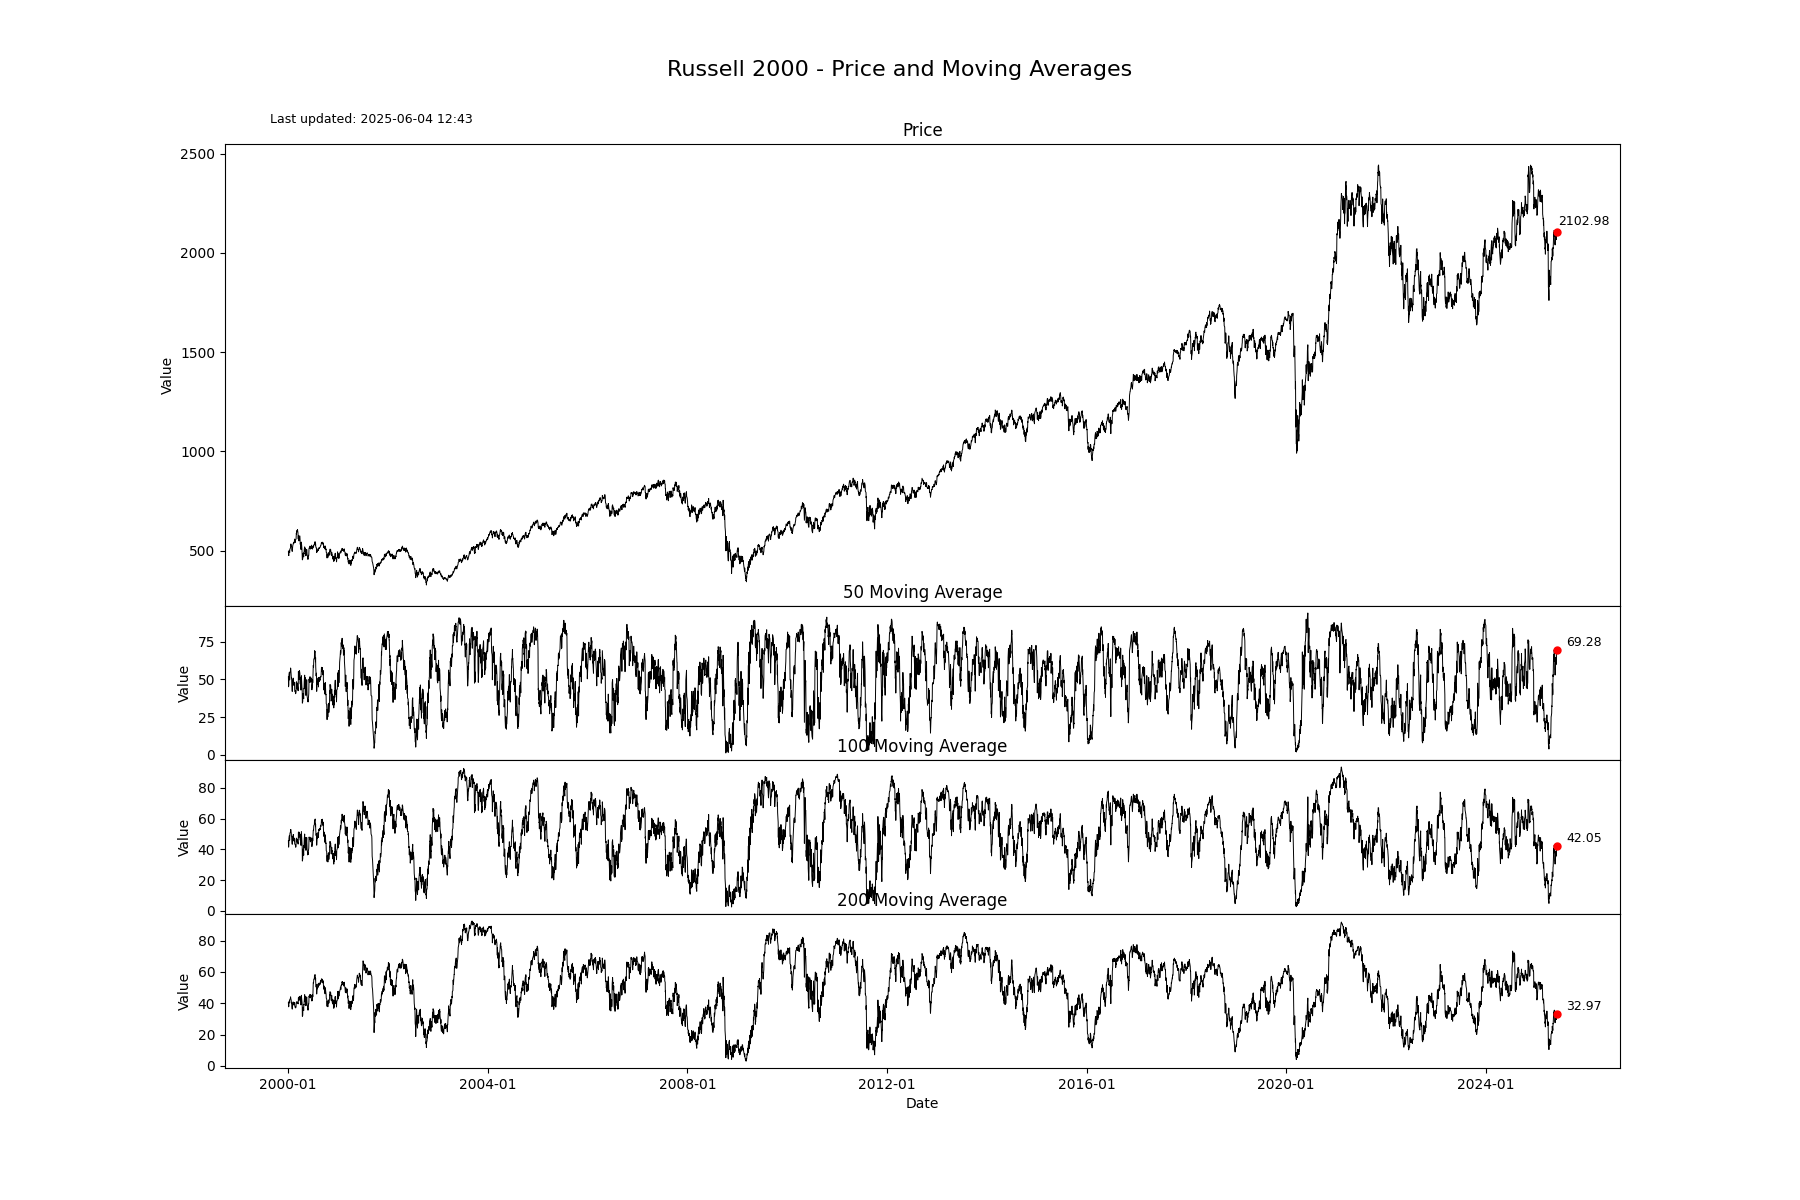 Russell 2000 - Price and Moving Averages
Last updated: 2025-06-04 12:43
Price
2500
2000
1500
1000
500
Value
2102.98
50 Moving Average
75
50
25
0
Value
69.28
100 Moving Average
80
60
40
20
0
Value
42.05
200 Moving Average
80
60
40
20
0
Value
32.97
2000-01 2004-01 2008-01 2012-01 2016-01 2020-01 2024-01
Date